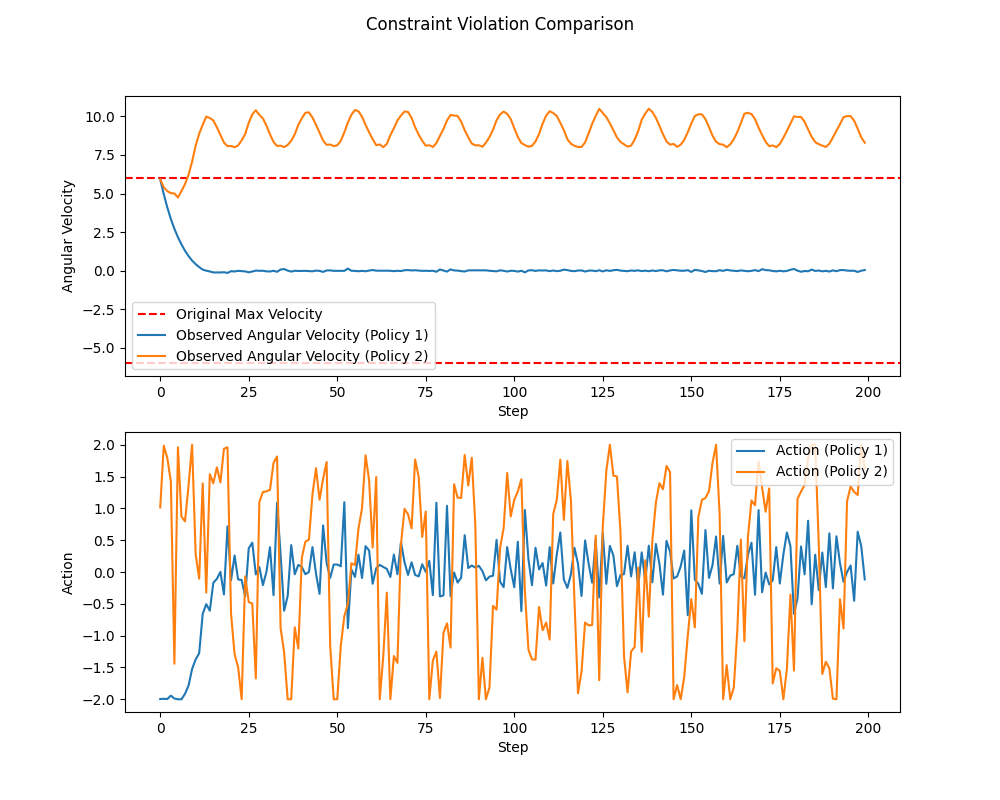 Constraint Violation Comparison
10.0
7.5
5.0
2.5
0.0
−2.5
−5.0
Angular Velocity
Original Max Velocity
Observed Angular Velocity (Policy 1)
Observed Angular Velocity (Policy 2)
0 25 50 75 100 125 150 175 200
Step
2.0
1.5
1.0
0.5
0.0
−0.5
−1.0
−1.5
−2.0
Action
Action (Policy 1)
Action (Policy 2)
0 25 50 75 100 125 150 175 200
Step